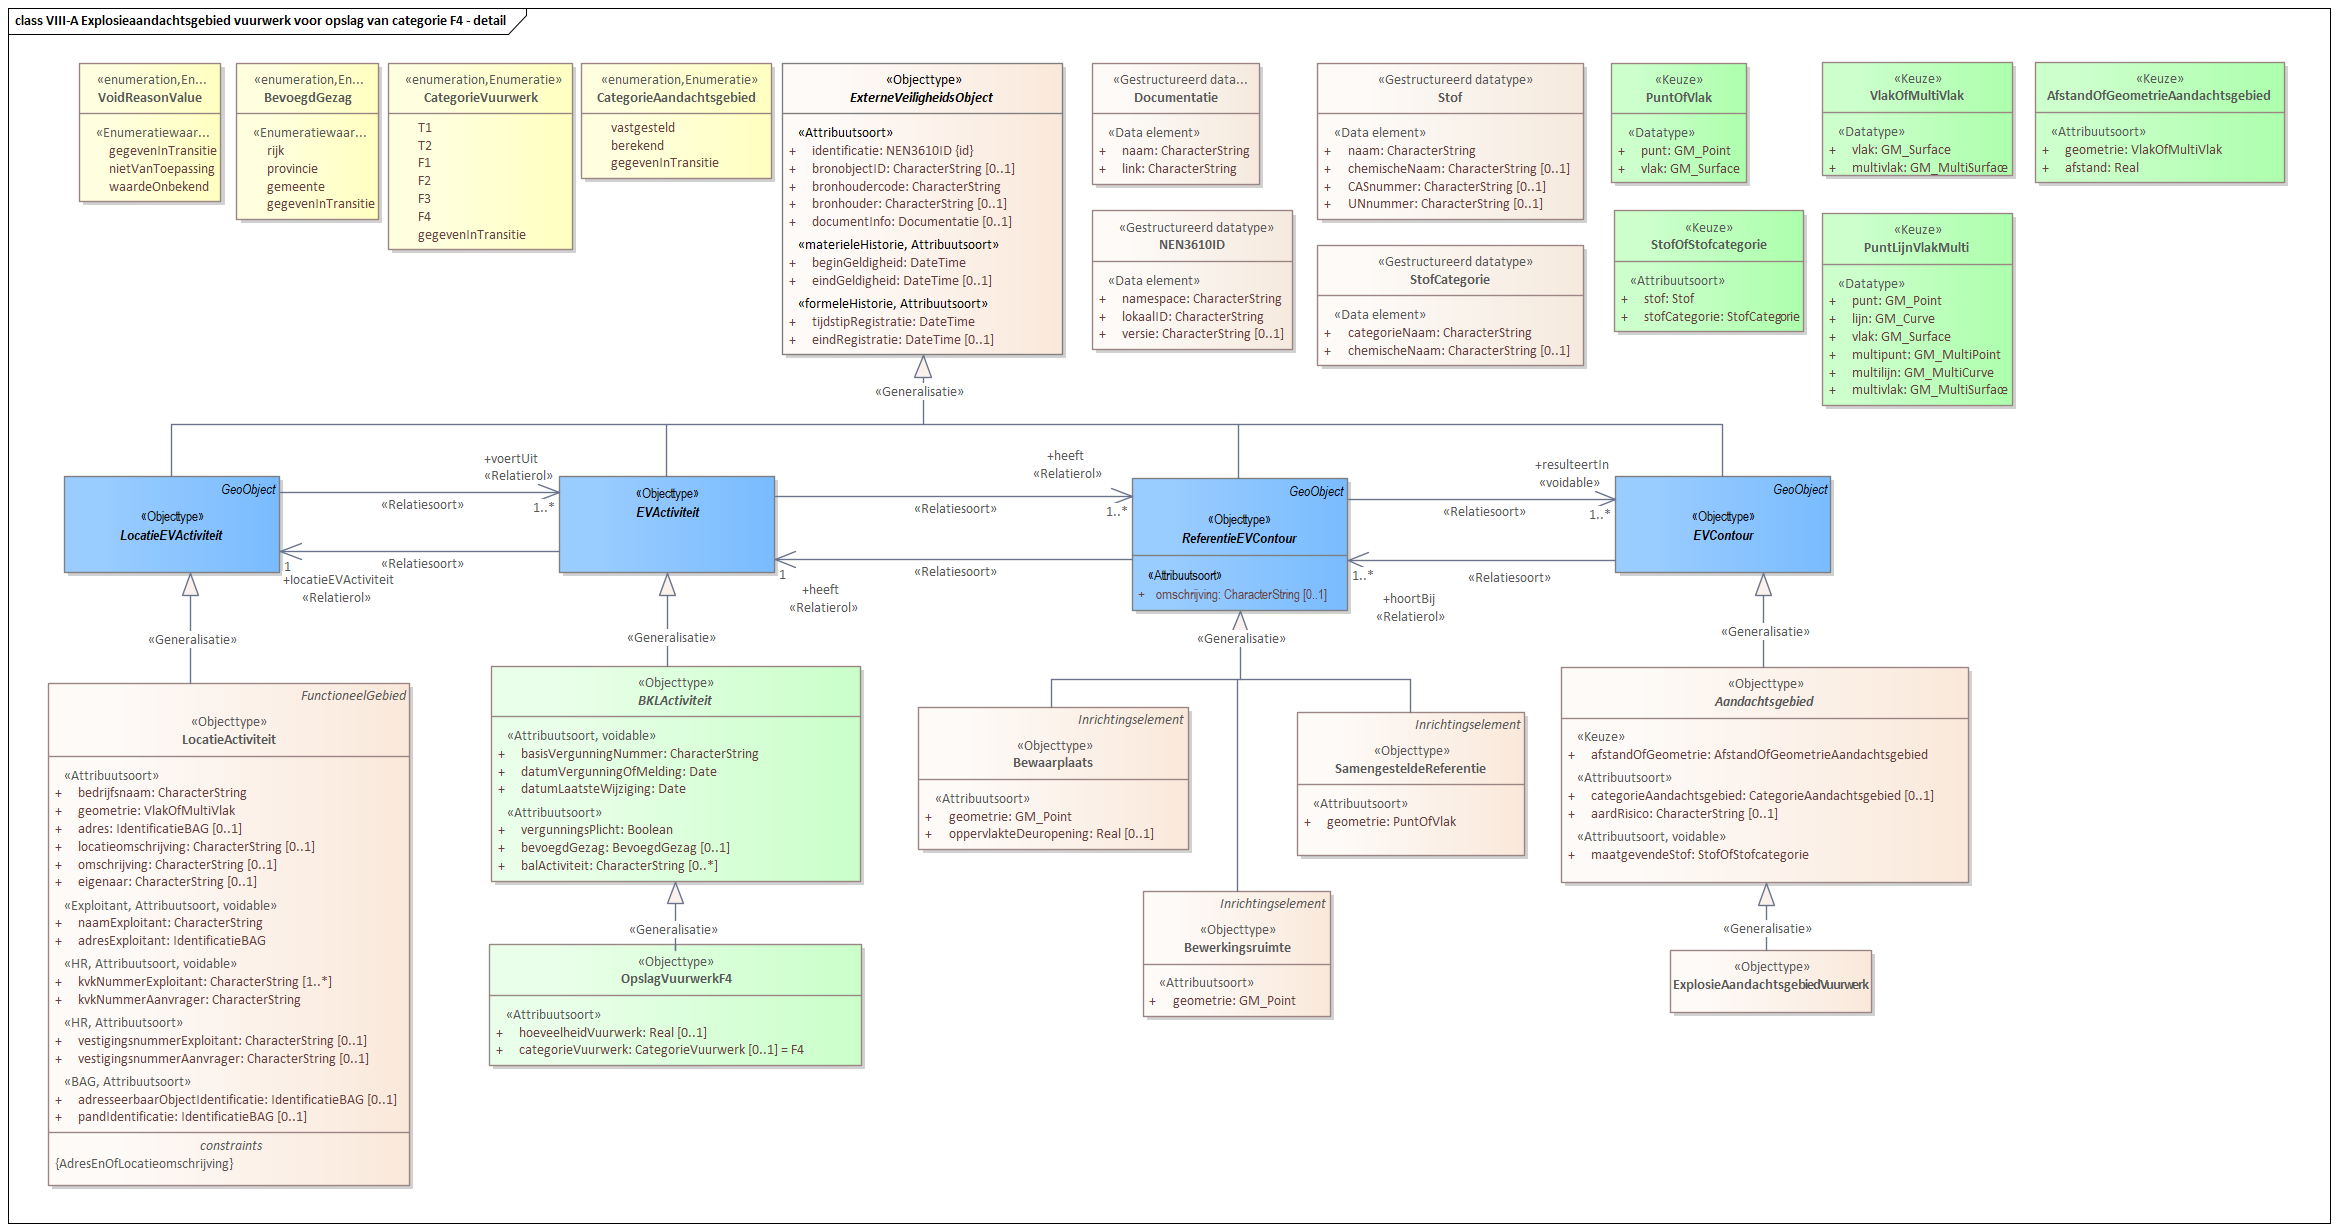 class VIII-A Explosieaandachtsgebied vuurwerk voor opslag van categorie F4 - detail
«enumeration,En...
VoidReasonValue
«Enumeratiewaar...
gegevenInTransitie
nietVanToepassing
waardeOnbekend
«enumeration,En...
BevoegdGezag
«Enumeratiewaar...
rijk
provincie
gemeente
gegevenInTransitie
«enumeration,Enumeratie»
CategorieVuurwerk
T1
T2
F1
F2
F3
F4
gegevenInTransitie
«enumeration,Enumeratie»
CategorieAandachtsgebied
vastgesteld
berekend
gegevenInTransitie
«Objecttype»
ExterneVeiligheidsObject
«Attribuutsoort»
+ identificatie: NEN3610ID {id}
+ bronobjectID: CharacterString [0..1]
+ bronhoudercode: CharacterString
+ bronhouder: CharacterString [0..1]
+ documentInfo: Documentatie [0..1]
«materieleHistorie, Attribuutsoort»
+ beginGeldigheid: DateTime
+ eindGeldigheid: DateTime [0..1]
«formeleHistorie, Attribuutsoort»
+ tijdstipRegistratie: DateTime
+ eindRegistratie: DateTime [0..1]
«Gestructureerd data...
Documentatie
«Data element»
+ naam: CharacterString
+ link: CharacterString
«Gestructureerd datatype»
NEN3610ID
«Data element»
+ namespace: CharacterString
+ lokaalID: CharacterString
+ versie: CharacterString [0..1]
«Gestructureerd datatype»
Stof
«Data element»
+ naam: CharacterString
+ chemischeNaam: CharacterString [0..1]
+ CASnummer: CharacterString [0..1]
+ UNnummer: CharacterString [0..1]
«Gestructureerd datatype»
StofCategorie
«Data element»
+ categorieNaam: CharacterString
+ chemischeNaam: CharacterString [0..1]
«Keuze»
PuntOfVlak
«Datatype»
+ punt: GM_Point
+ vlak: GM_Surface
«Keuze»
StofOfStofcategorie
«Attribuutsoort»
+ stof: Stof
+ stofCategorie: StofCategorie
«Keuze»
VlakOfMultiVlak
«Datatype»
+ vlak: GM_Surface
+ multivlak: GM_MultiSurface
«Keuze»
PuntLijnVlakMulti
«Datatype»
+ punt: GM_Point
+ lijn: GM_Curve
+ vlak: GM_Surface
+ multipunt: GM_MultiPoint
+ multilijn: GM_MultiCurve
+ multivlak: GM_MultiSurface
«Keuze»
AfstandOfGeometrieAandachtsgebied
«Attribuutsoort»
+ geometrie: VlakOfMultiVlak
+ afstand: Real
«Generalisatie»
GeoObject
«Objecttype»
LocatieEVActiviteit
+voertUit
«Relatierol»
«Relatiesoort»
1..*
«Relatiesoort»
1
+locatieEVActiviteit
«Relatierol»
«Objecttype»
EVActiviteit
+heeft
«Relatierol»
«Relatiesoort»
1..*
«Relatiesoort»
1
+heeft
«Relatierol»
GeoObject
«Objecttype»
ReferentieEVContour
«Attribuutsoort»
+ omschrijving: CharacterString [0..1]
+resulteertIn
«voidable»
«Relatiesoort»
1..*
«Relatiesoort»
1..*
+hoortBij
«Relatierol»
GeoObject
«Objecttype»
EVContour
«Generalisatie»
«Generalisatie»
«Generalisatie»
«Generalisatie»
FunctioneelGebied
«Objecttype»
LocatieActiviteit
«Attribuutsoort»
+ bedrijfsnaam: CharacterString
+ geometrie: VlakOfMultiVlak
+ adres: IdentificatieBAG [0..1]
+ locatieomschrijving: CharacterString [0..1]
+ omschrijving: CharacterString [0..1]
+ eigenaar: CharacterString [0..1]
«Exploitant, Attribuutsoort, voidable»
+ naamExploitant: CharacterString
+ adresExploitant: IdentificatieBAG
«HR, Attribuutsoort, voidable»
+ kvkNummerExploitant: CharacterString [1..*]
+ kvkNummerAanvrager: CharacterString
«HR, Attribuutsoort»
+ vestigingsnummerExploitant: CharacterString [0..1]
+ vestigingsnummerAanvrager: CharacterString [0..1]
«BAG, Attribuutsoort»
+ adresseerbaarObjectIdentificatie: IdentificatieBAG [0..1]
+ pandIdentificatie: IdentificatieBAG [0..1]
constraints
{AdresEnOfLocatieomschrijving}
«Objecttype»
BKLActiviteit
«Attribuutsoort, voidable»
+ basisVergunningNummer: CharacterString
+ datumVergunningOfMelding: Date
+ datumLaatsteWijziging: Date
«Attribuutsoort»
+ vergunningsPlicht: Boolean
+ bevoegdGezag: BevoegdGezag [0..1]
+ balActiviteit: CharacterString [0..*]
«Generalisatie»
«Objecttype»
OpslagVuurwerkF4
«Attribuutsoort»
+ hoeveelheidVuurwerk: Real [0..1]
+ categorieVuurwerk: CategorieVuurwerk [0..1] = F4
Inrichtingselement
«Objecttype»
Bewaarplaats
«Attribuutsoort»
+ geometrie: GM_Point
+ oppervlakteDeuropening: Real [0..1]
Inrichtingselement
«Objecttype»
SamengesteldeReferentie
«Attribuutsoort»
+ geometrie: PuntOfVlak
Inrichtingselement
«Objecttype»
Bewerkingsruimte
«Attribuutsoort»
+ geometrie: GM_Point
«Objecttype»
Aandachtsgebied
«Keuze»
+ afstandOfGeometrie: AfstandOfGeometrieAandachtsgebied
«Attribuutsoort»
+ categorieAandachtsgebied: CategorieAandachtsgebied [0..1]
+ aardRisico: CharacterString [0..1]
«Attribuutsoort, voidable»
+ maatgevendeStof: StofOfStofcategorie
«Generalisatie»
«Objecttype»
ExplosieAandachtsgebiedVuurwerk